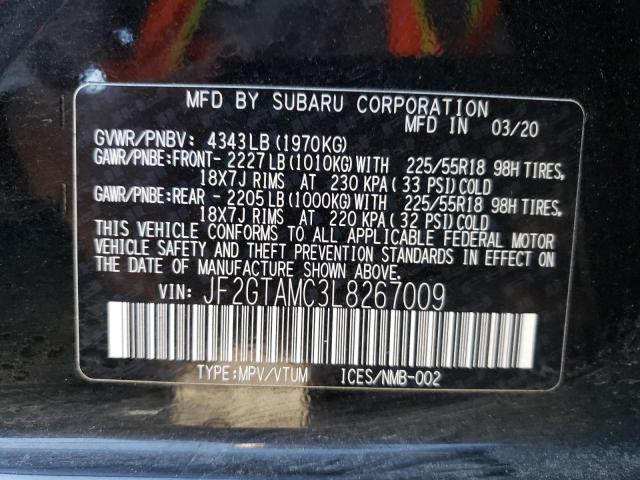 MFD BY SUBARU CORPORATION
MFD IN 03/20
GVWR/PNBV: 4343LB (1970KG)
GAWR/PNBE:FRONT- 2227LB(1010KG)WITH 225/55R18 98H TIRES,
18X7J RIMS AT 230 KPA (33 PSI)COLD
GAWR/PNBE:REAR - 2205LB(1000KG)WITH 225/55R18 98H TIRES,
18X7J RIMS AT 220 KPA (32 PSI)COLD
THIS VEHICLE CONFORMS TO ALL APPLICABLE FEDERAL MOTOR
VEHICLE SAFETY AND THEFT PREVENTION STANDARDS IN EFFECT ON
THE DATE OF MANUFACTURE SHOWN ABOVE.
VIN: JF2GTAMC3L8267009
TYPE:MPV/VTUM ICES/NMB-002